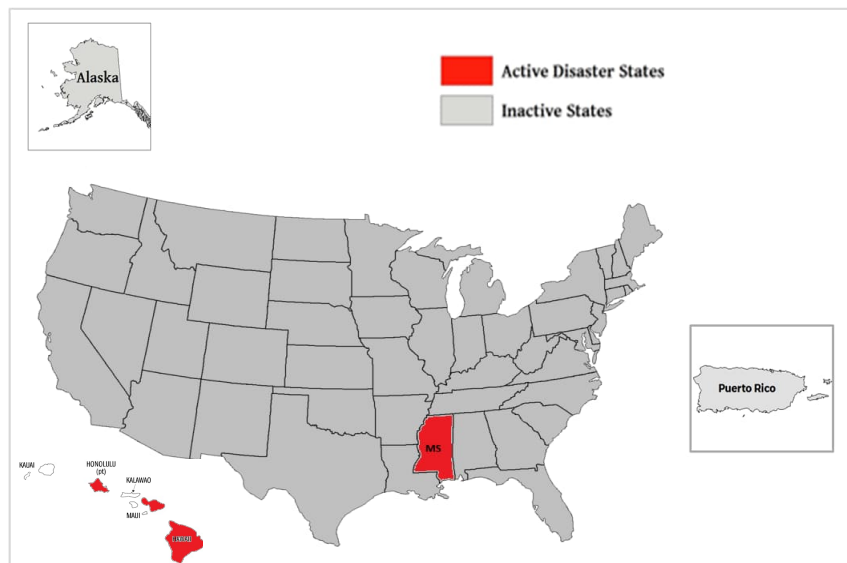 Alaska
Active Disaster States
Inactive States
Puerto Rico
MS
KAUAI
HONOLULU
(pt)
KALAWAO
MAUI